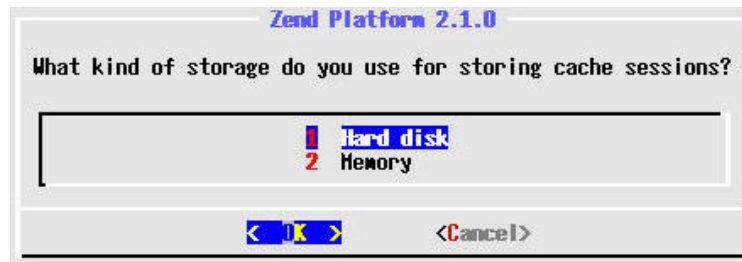 Zend Platform 2.1.0
What kind of storage do you use for storing cache sessions?
1 Hard disk
2 Memory
< OK > <Cancel>